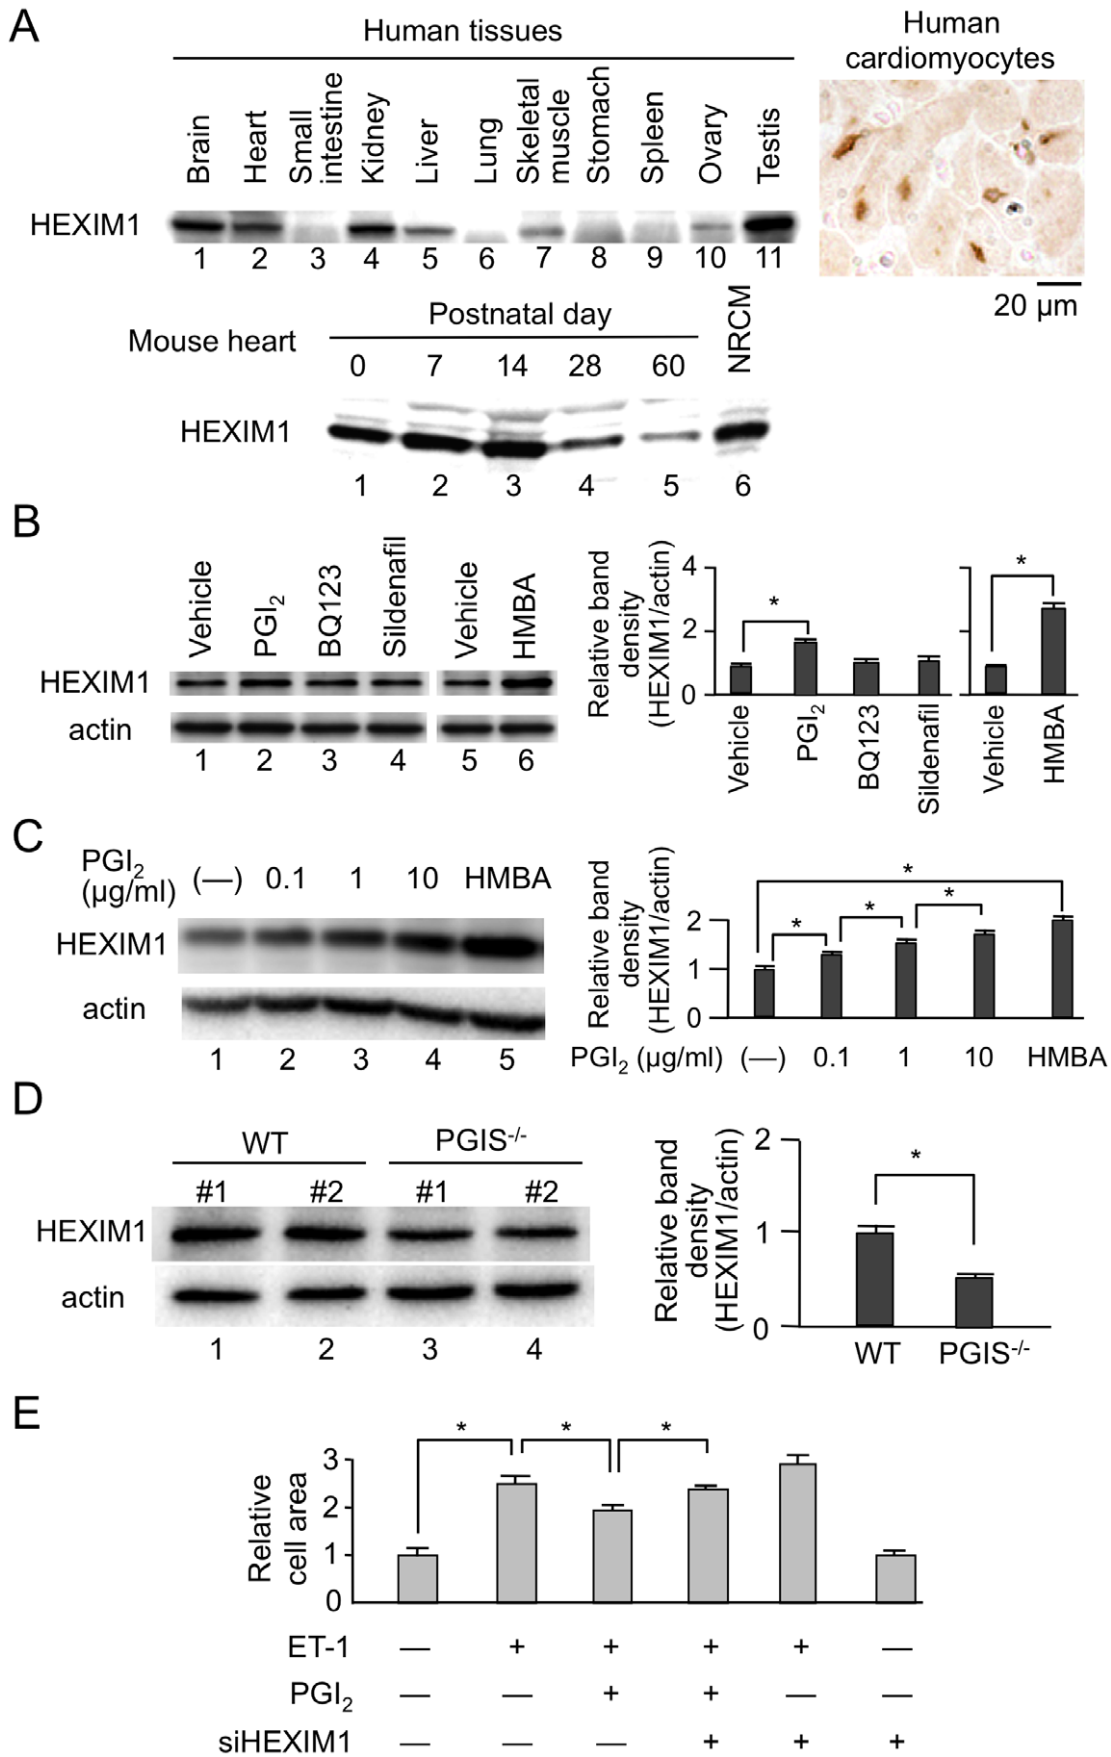 A
Human tissues
Human
cardiomyocytes
Brain
Heart
Small
intestine
Kidney
Liver
Lung
Skeletal
muscle
Stomach
Spleen
Ovary
Testis
HEXIM1
1 2 3 4 5 6 7 8 9 10 11
20 µm
Mouse heart
Postnatal day
NRCM
0 7 14 28 60
HEXIM1
1 2 3 4 5 6
B
Vehicle
PGI2
BQ123
Sildenafil
Vehicle
HMBA
HEXIM1
actin
1 2 3 4 5 6
Relative band
density
(HEXIM1/actin)
4
2
0
*
*
Vehicle
PGI2
BQ123
Sildenafil
Vehicle
HMBA
C
PGI2
(µg/ml)
(—) 0.1 1 10 HMBA
HEXIM1
actin
1 2 3 4 5
Relative band
density
(HEXIM1/actin)
2
1
0
*
*
*
*
PGI2 (µg/ml) (—) 0.1 1 10 HMBA
D
WT PGIS-/-
#1 #2 #1 #2
HEXIM1
actin
1 2 3 4
Relative band
density
(HEXIM1/actin)
2
1
0
*
WT PGIS-/-
E
Relative
cell area
3
2
1
0
* * *
ET-1 — + + + + —
PGI2 — — + + — —
siHEXIM1 — — — + + +